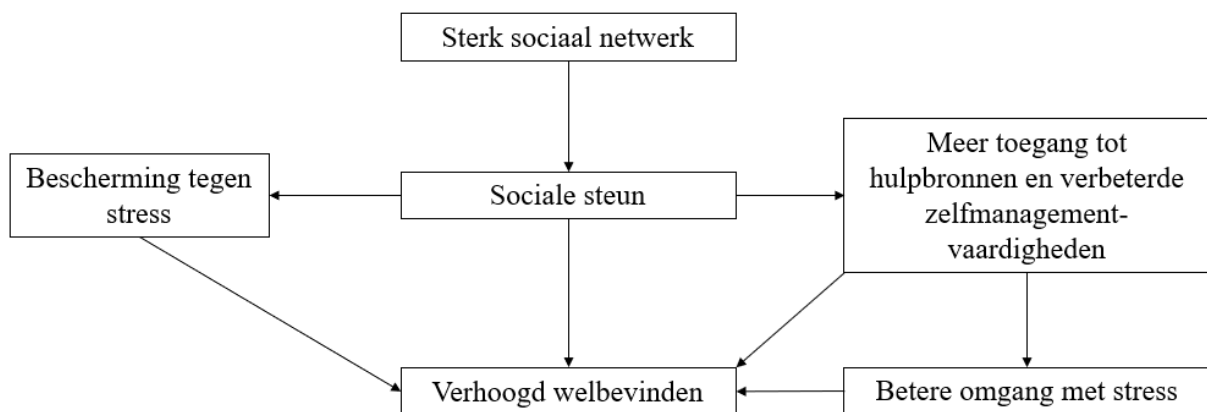 Sterk sociaal netwerk
Bescherming tegen
stress
Sociale steun
Meer toegang tot
hulpbronnen en verbeterde
zelfmanagement-
vaardigheden
Verhoogd welbevinden
Betere omgang met stress